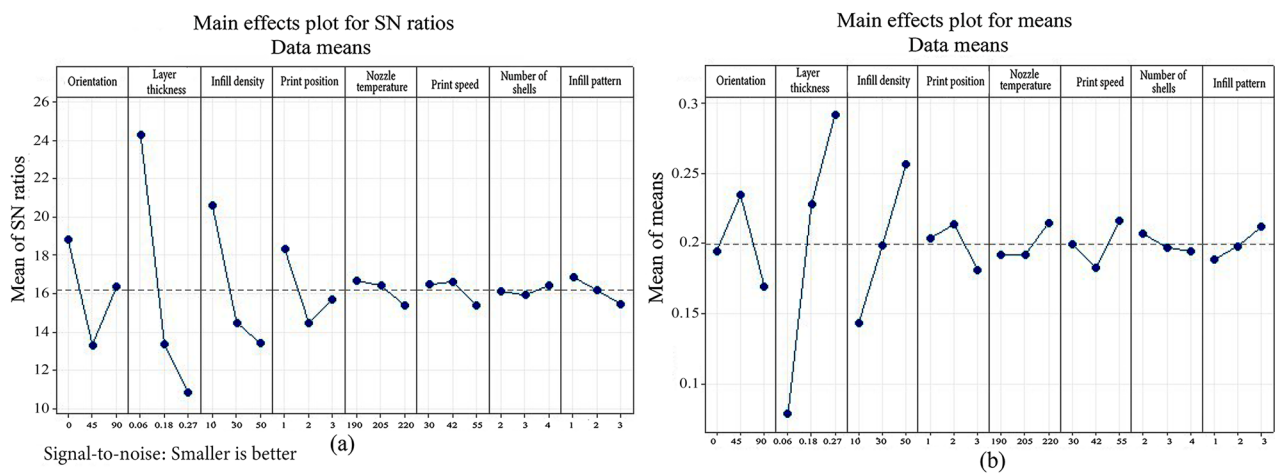 Main effects plot for SN ratios
Data means
Orientation Layer thickness Infill density Print position Nozzle temperature Print speed Number of shells Infill pattern
Mean of SN ratios
26
24
22
20
18
16
14
12
10
0 45 90 0.06 0.18 0.27 10 30 50 1 2 3 190 205 220 30 42 55 2 3 4 1 2 3
Signal-to-noise: Smaller is better
(a)
Main effects plot for means
Data means
Orientation Layer thickness Infill density Print position Nozzle temperature Print speed Number of shells Infill pattern
Mean of means
0.3
0.25
0.2
0.15
0.1
0 45 90 0.06 0.18 0.27 10 30 50 1 2 3 190 205 220 30 42 55 2 3 4 1 2 3
(b)